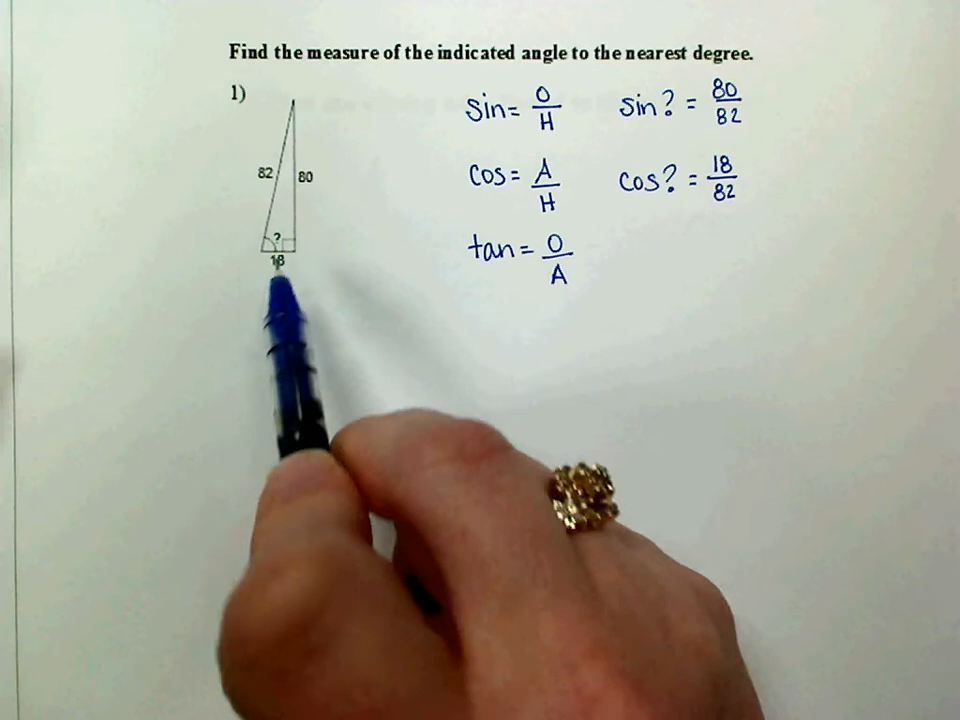 Find the measure of the indicated angle to the nearest degree.
1)
82
80
?
18
sin = O/H
sin? = 80/82
cos = A/H
cos? = 18/82
tan = O/A